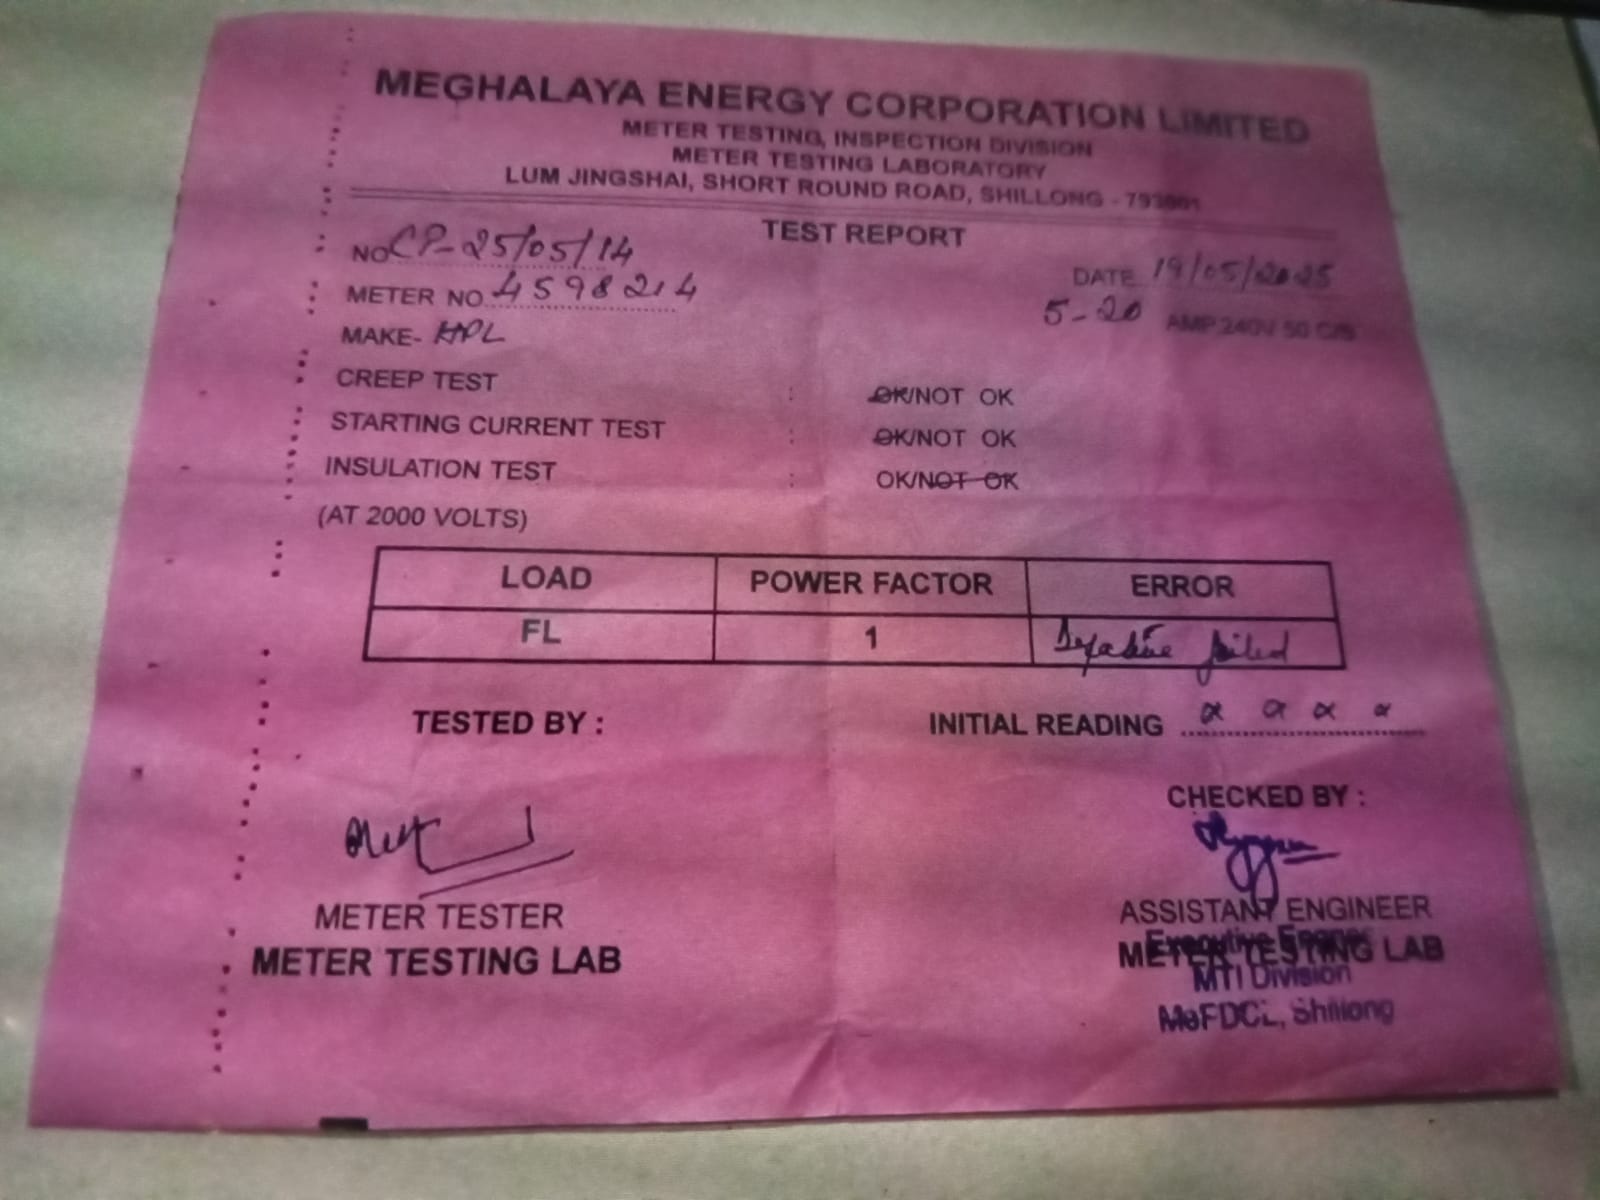 MEGHALAYA ENERGY CORPORATION LIMITED
METER TESTING, INSPECTION DIVISION
METER TESTING LABORATORY
LUM JINGSHAI, SHORT ROUND ROAD, SHILLONG - 793001
TEST REPORT
NO CP-25/05/14
DATE 19/05/2025
METER NO. 4598214
5-20 AMP.240V 50 C/S
MAKE- HPL
CREEP TEST : OK/NOT OK
STARTING CURRENT TEST : OK/NOT OK
INSULATION TEST : OK/NOT OK
(AT 2000 VOLTS)
LOAD POWER FACTOR ERROR
FL 1 failed
TESTED BY :
INITIAL READING
CHECKED BY :
METER TESTER
METER TESTING LAB
ASSISTANT ENGINEER
METER TESTING LAB
MTI Division
MePDCL, Shillong